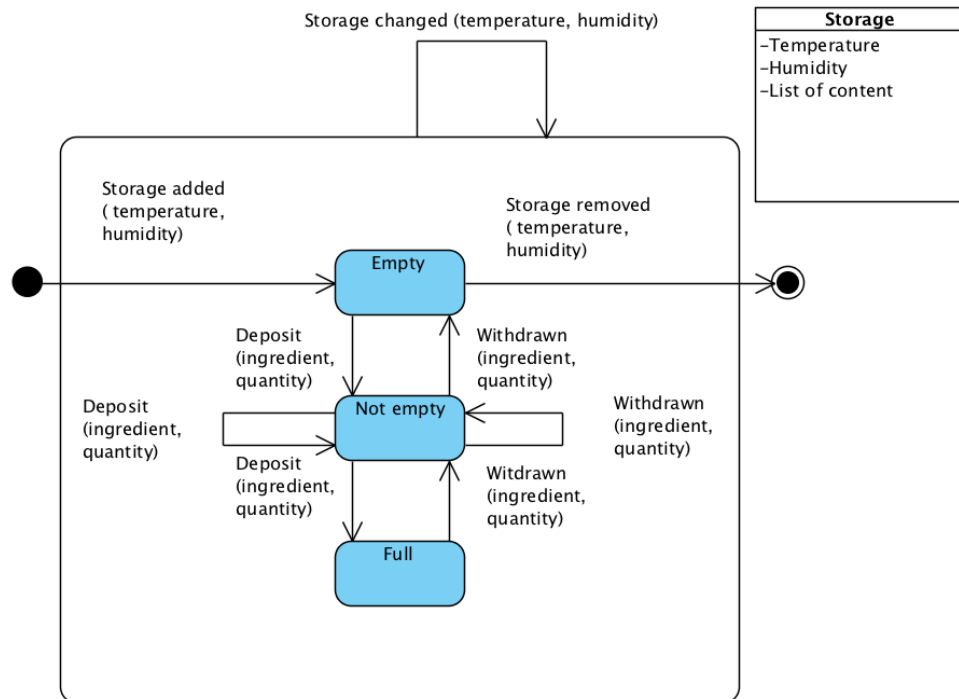 Storage changed (temperature, humidity)
Storage
-Temperature
-Humidity
-List of content
Storage added
( temperature,
humidity)
Storage removed
( temperature,
humidity)
Empty
Deposit
(ingredient,
quantity)
Withdrawn
(ingredient,
quantity)
Deposit
(ingredient,
quantity)
Not empty
Withdrawn
(ingredient,
quantity)
Deposit
(ingredient,
quantity)
Witdrawn
(ingredient,
quantity)
Full